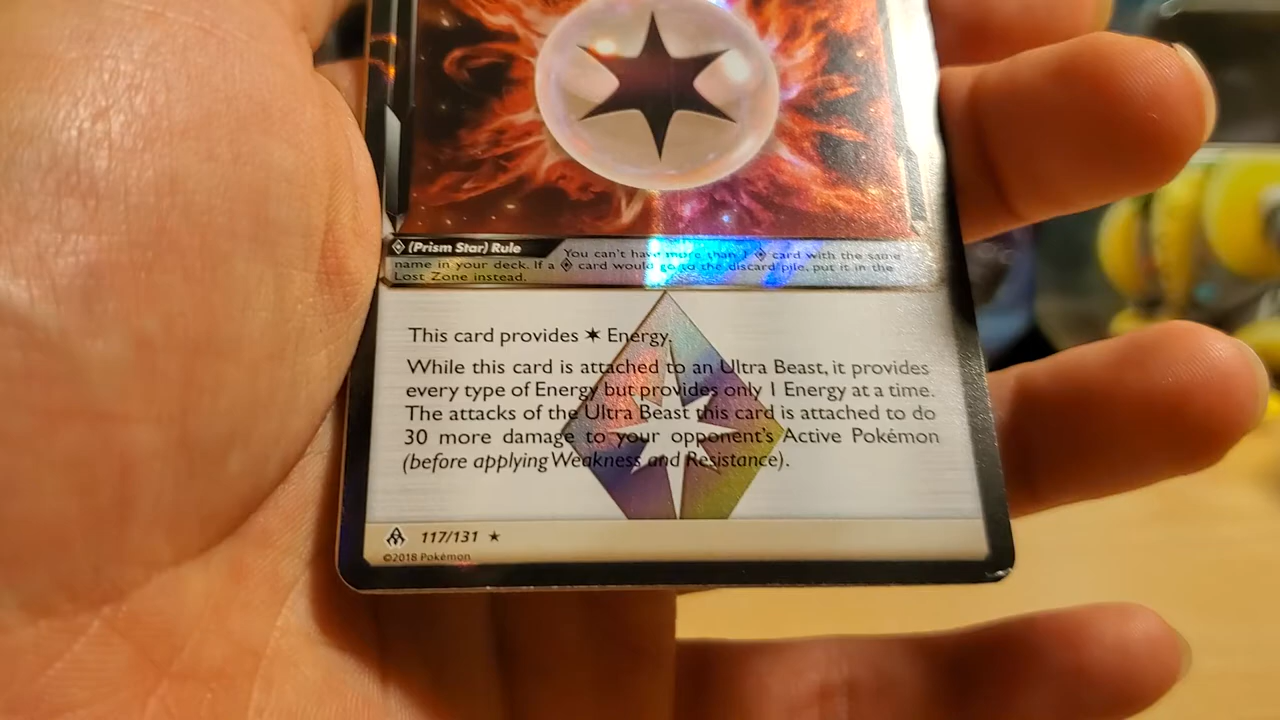 (Prism Star) Rule You can't have more than 1 ◇ card with the same
name in your deck. If a ◇ card would go to the discard pile, put it in the
Lost Zone instead.
This card provides ✶ Energy.
While this card is attached to an Ultra Beast, it provides
every type of Energy but provides only 1 Energy at a time.
The attacks of the Ultra Beast this card is attached to do
30 more damage to your opponent's Active Pokémon
(before applying Weakness and Resistance).
117/131 ★
©2018 Pokémon